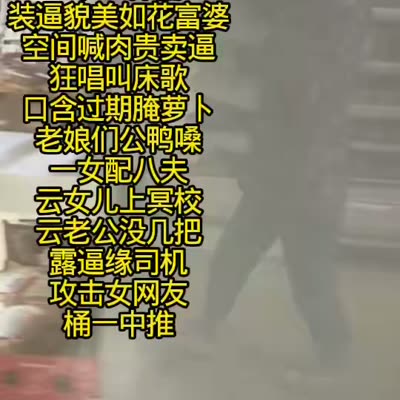 装逼貌美如花富婆
空间喊肉贵卖逼
狂唱叫床歌
口含过期腌萝卜
老娘们公鸭嗓
一女配八夫
云女儿上冥校
云老公没几把
露逼缘司机
攻击女网友
桶一中推